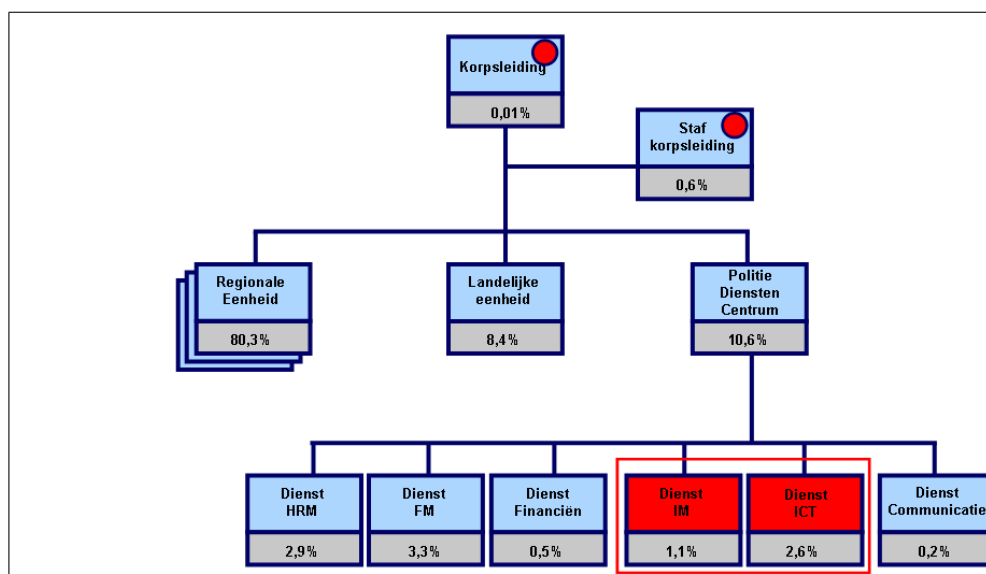 Korpsleiding
0,01%
Staf
korpsleiding
0,6%
Regionale
Eenheid
80,3%
Landelijke
eenheid
8,4%
Politie
Diensten
Centrum
10,6%
Dienst
HRM
2,9%
Dienst
FM
3,3%
Dienst
Financiën
0,5%
Dienst
IM
1,1%
Dienst
ICT
2,6%
Dienst
Communicatie
0,2%